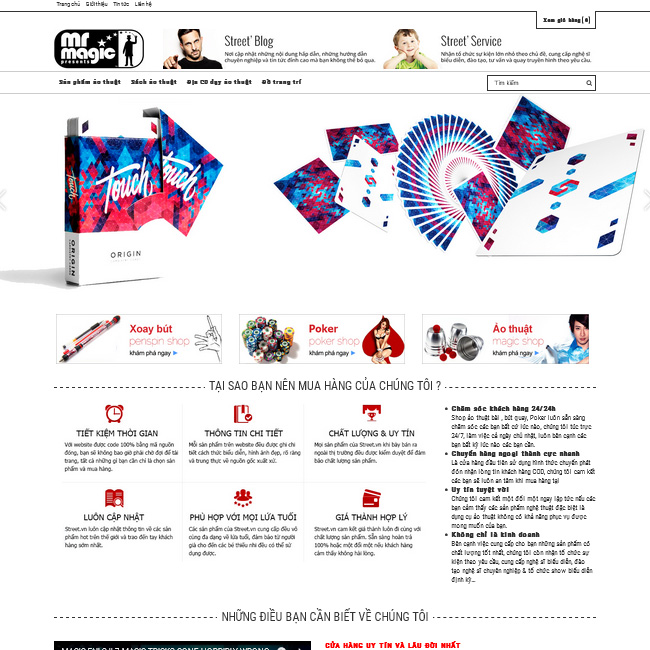 Trang chủ Giới thiệu Tin tức Liên hệ
Xem giỏ hàng [0]
mr
magic
presents
Street' Blog
Nơi cập nhật những nội dung hấp dẫn, những hướng dẫn
chuyên nghiệp và tin tức đỉnh cao mà bạn không thể bỏ qua.
Street' Service
Nhận tổ chức sự kiện lớn nhỏ theo chủ đề, cung cấp nghệ sĩ
biểu diễn, đào tạo, tư vấn và quay truyền hình theo yêu cầu.
Sản phẩm ảo thuật Sách ảo thuật Đĩa CD dạy ảo thuật Đồ trang trí
Tìm kiếm
Touch
Touch
Touch
ORIGIN
ORIGIN
Xoay bút
penspin shop
khám phá ngay
Poker
poker shop
khám phá ngay
Ảo thuật
magic shop
khám phá ngay
TẠI SAO BẠN NÊN MUA HÀNG CỦA CHÚNG TÔI ?
TIẾT KIỆM THỜI GIAN
Với website được code 100% bằng mã nguồn
đóng, bạn sẽ không bao giờ phải chờ đợi để tải
trang, tất cả những gì bạn cần chỉ là chọn sản
phẩm và mua hàng.
THÔNG TIN CHI TIẾT
Mỗi sản phẩm trên website đều được ghi chi
tiết cách thức biểu diễn, hình ảnh đẹp, rõ ràng
và trung thực về nguồn gốc xuất xứ.
CHẤT LƯỢNG & UY TÍN
Mọi sản phẩm của Street.vn khi bày bán ra
ngoài thị trường đều được kiểm duyệt để đảm
bảo chất lượng sản phẩm.
LUÔN CẬP NHẬT
Street.vn luôn cập nhật thông tin về các sản
phẩm hot trên thế giới và trao đến tay khách
hàng sớm nhất.
PHÙ HỢP VỚI MỌI LỨA TUỔI
Các sản phẩm của Street.vn cung cấp đều vô
cùng đa dạng về lứa tuổi, đảm bảo từ người
già cho đến các bé thiếu nhi đều có thể sử
dụng được.
GIÁ THÀNH HỢP LÝ
Street.vn cam kết giá thành luôn đi cùng với
chất lượng sản phẩm. Sẵn sàng hoàn trả
100% hoặc một đổi một nếu khách hàng
cảm thấy không hài lòng.
Chăm sóc khách hàng 24/24h
Shop ảo thuật bài , bút quay, Poker luôn sẵn sàng
chăm sóc các bạn bất cứ lúc nào, chúng tôi túc trực
24/7, làm việc cả ngày chủ nhật, luôn bên cạnh các
bạn bất kỳ lúc nào các bạn cần.
Chuyển hàng ngoại thành cực nhanh
Là cửa hàng đầu tiên sử dụng hình thức chuyển phát
đón nhận lòng tin khách hàng COD, chúng tôi cam kết
các bạn sẽ luôn an tâm khi mua hàng tại
Uy tín tuyệt vời
Chúng tôi cam kết một đổi một ngay lập tức nếu các
bạn cảm thấy các sản phẩm nghệ thuật đặc biệt là
dụng cụ ảo thuật không có khả năng phục vụ được
mong muốn của bạn.
Không chỉ là kinh doanh
Bên cạnh việc cung cấp cho bạn những sản phẩm có
chất lượng tốt nhất, chúng tôi còn nhận tổ chức sự
kiện theo yêu cầu, cung cấp nghệ sĩ biểu diễn, đào
tạo nghệ sĩ chuyên nghiệp & tổ chức show biểu diễn
định kỳ...
NHỮNG ĐIỀU BẠN CẦN BIẾT VỀ CHÚNG TÔI
MAGIC FAILS!! 7 MAGIC TRICKS GONE HORRIBLY WRONG
CỬA HÀNG UY TÍN VÀ LÂU ĐỜI NHẤT